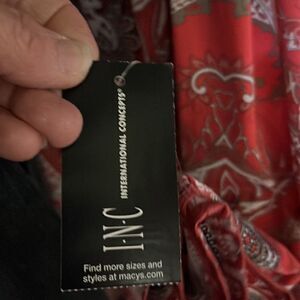 I·N·C
INTERNATIONAL CONCEPTS®
Find more sizes and
styles at macys.com